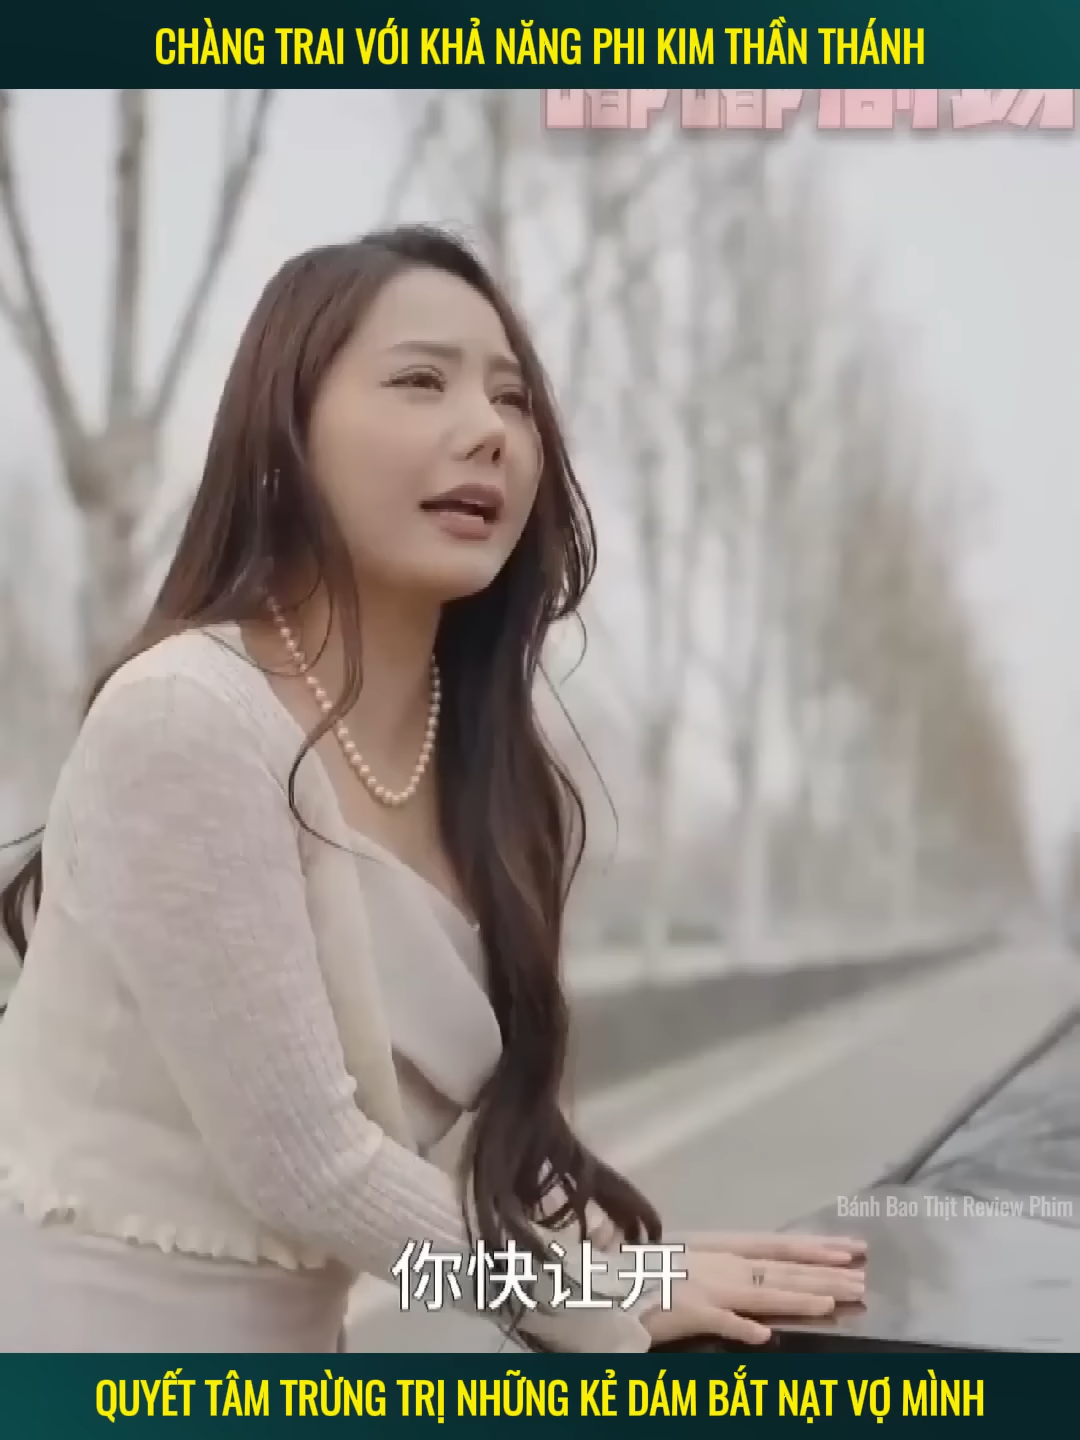 CHÀNG TRAI VỚI KHẢ NĂNG PHI KIM THẦN THÁNH
Bánh Bao Thịt Review Phim
你快让开
QUYẾT TÂM TRỪNG TRỊ NHỮNG KẺ DÁM BẮT NẠT VỢ MÌNH